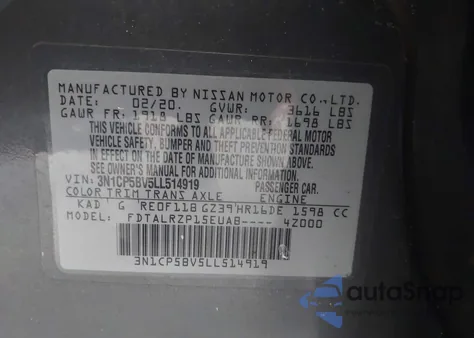 MANUFACTURED BY NISSAN MOTOR CO., LTD.
DATE: 02/20. GVWR: 3616 LBS
GAWR FR: 1918 LBS GAWR RR: 1698 LBS
THIS VEHICLE CONFORMS TO ALL APPLICABLE FEDERAL MOTOR
VEHICLE SAFETY, BUMPER AND THEFT PREVENTION STANDARDS
IN EFFECT ON THE DATE OF MANUFACTURE SHOWN ABOVE.
SEE OWNER'S MANUAL FOR ADDITIONAL INFORMATION
VIN: 3N1CP5BV5LL514919 PASSENGER CAR.
COLOR TRIM TRANS AXLE ENGINE
KAD G RE0F11B GZ39 HR16DE 1598 CC
MODEL: FDTALRZP15EUAB---- 4Z000
3N1CP5BV5LL514919
autoSnap